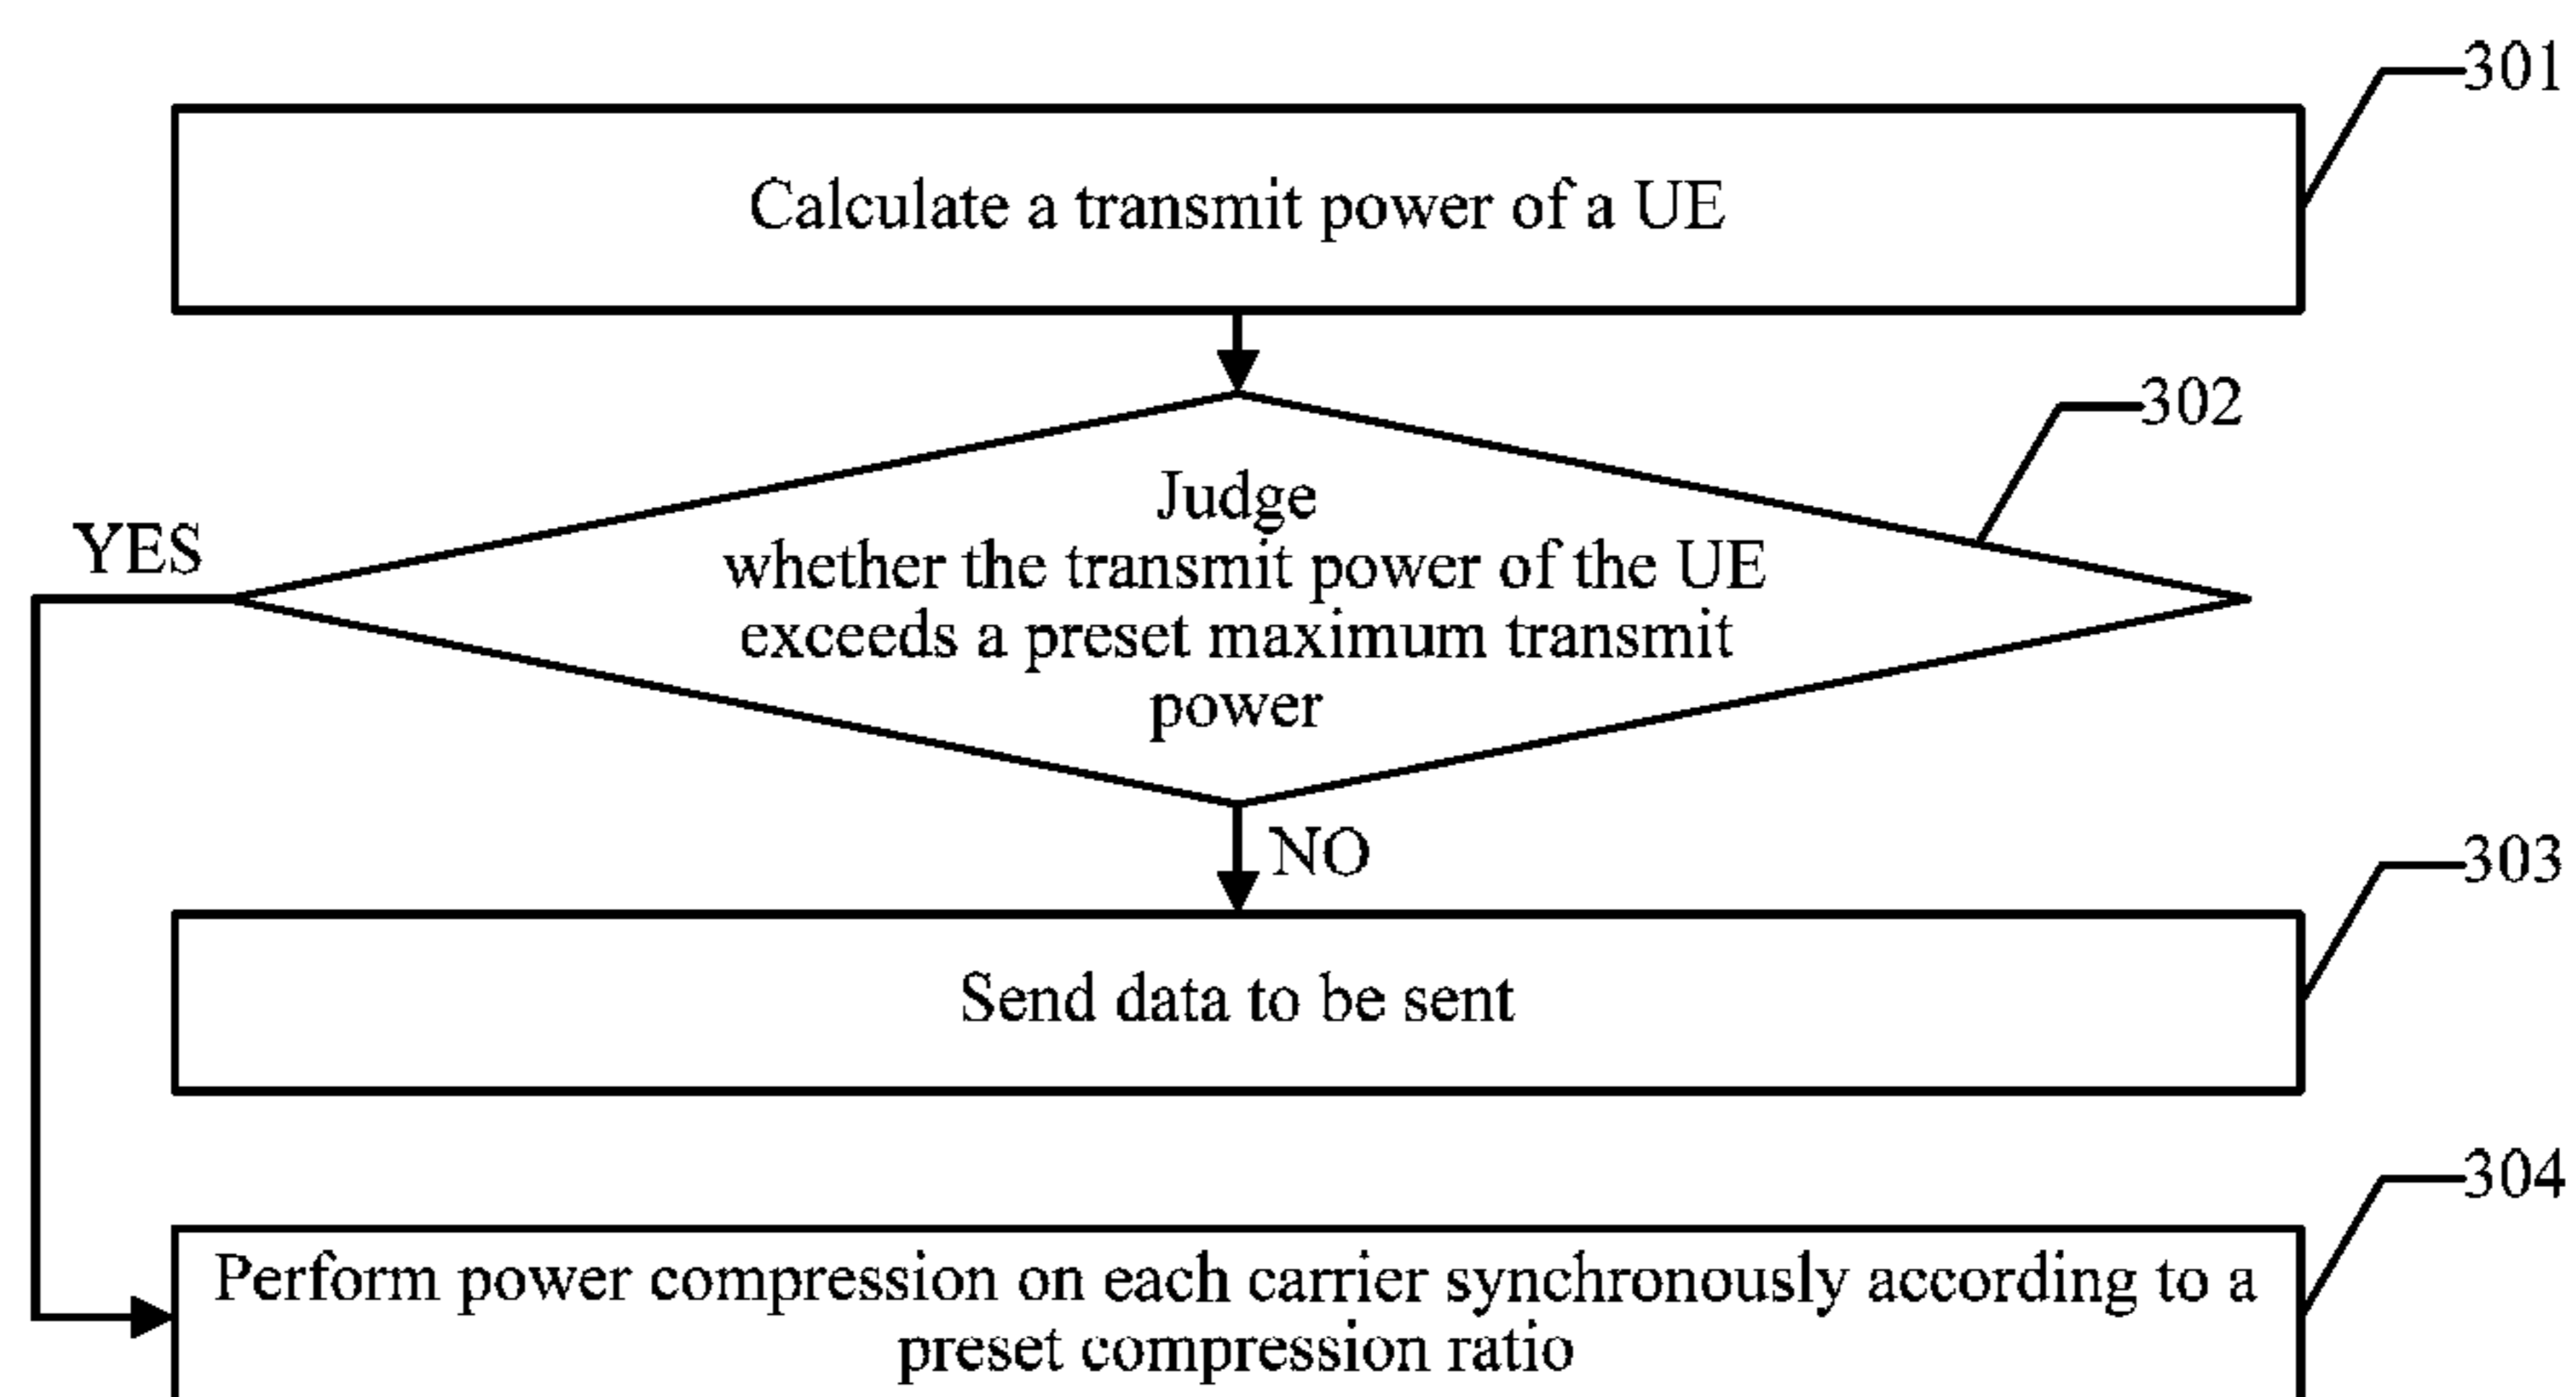 301
Calculate a transmit power of a UE
302
Judge
whether the transmit power of the UE
exceeds a preset maximum transmit
power
YES
NO
303
Send data to be sent
304
Perform power compression on each carrier synchronously according to a
preset compression ratio